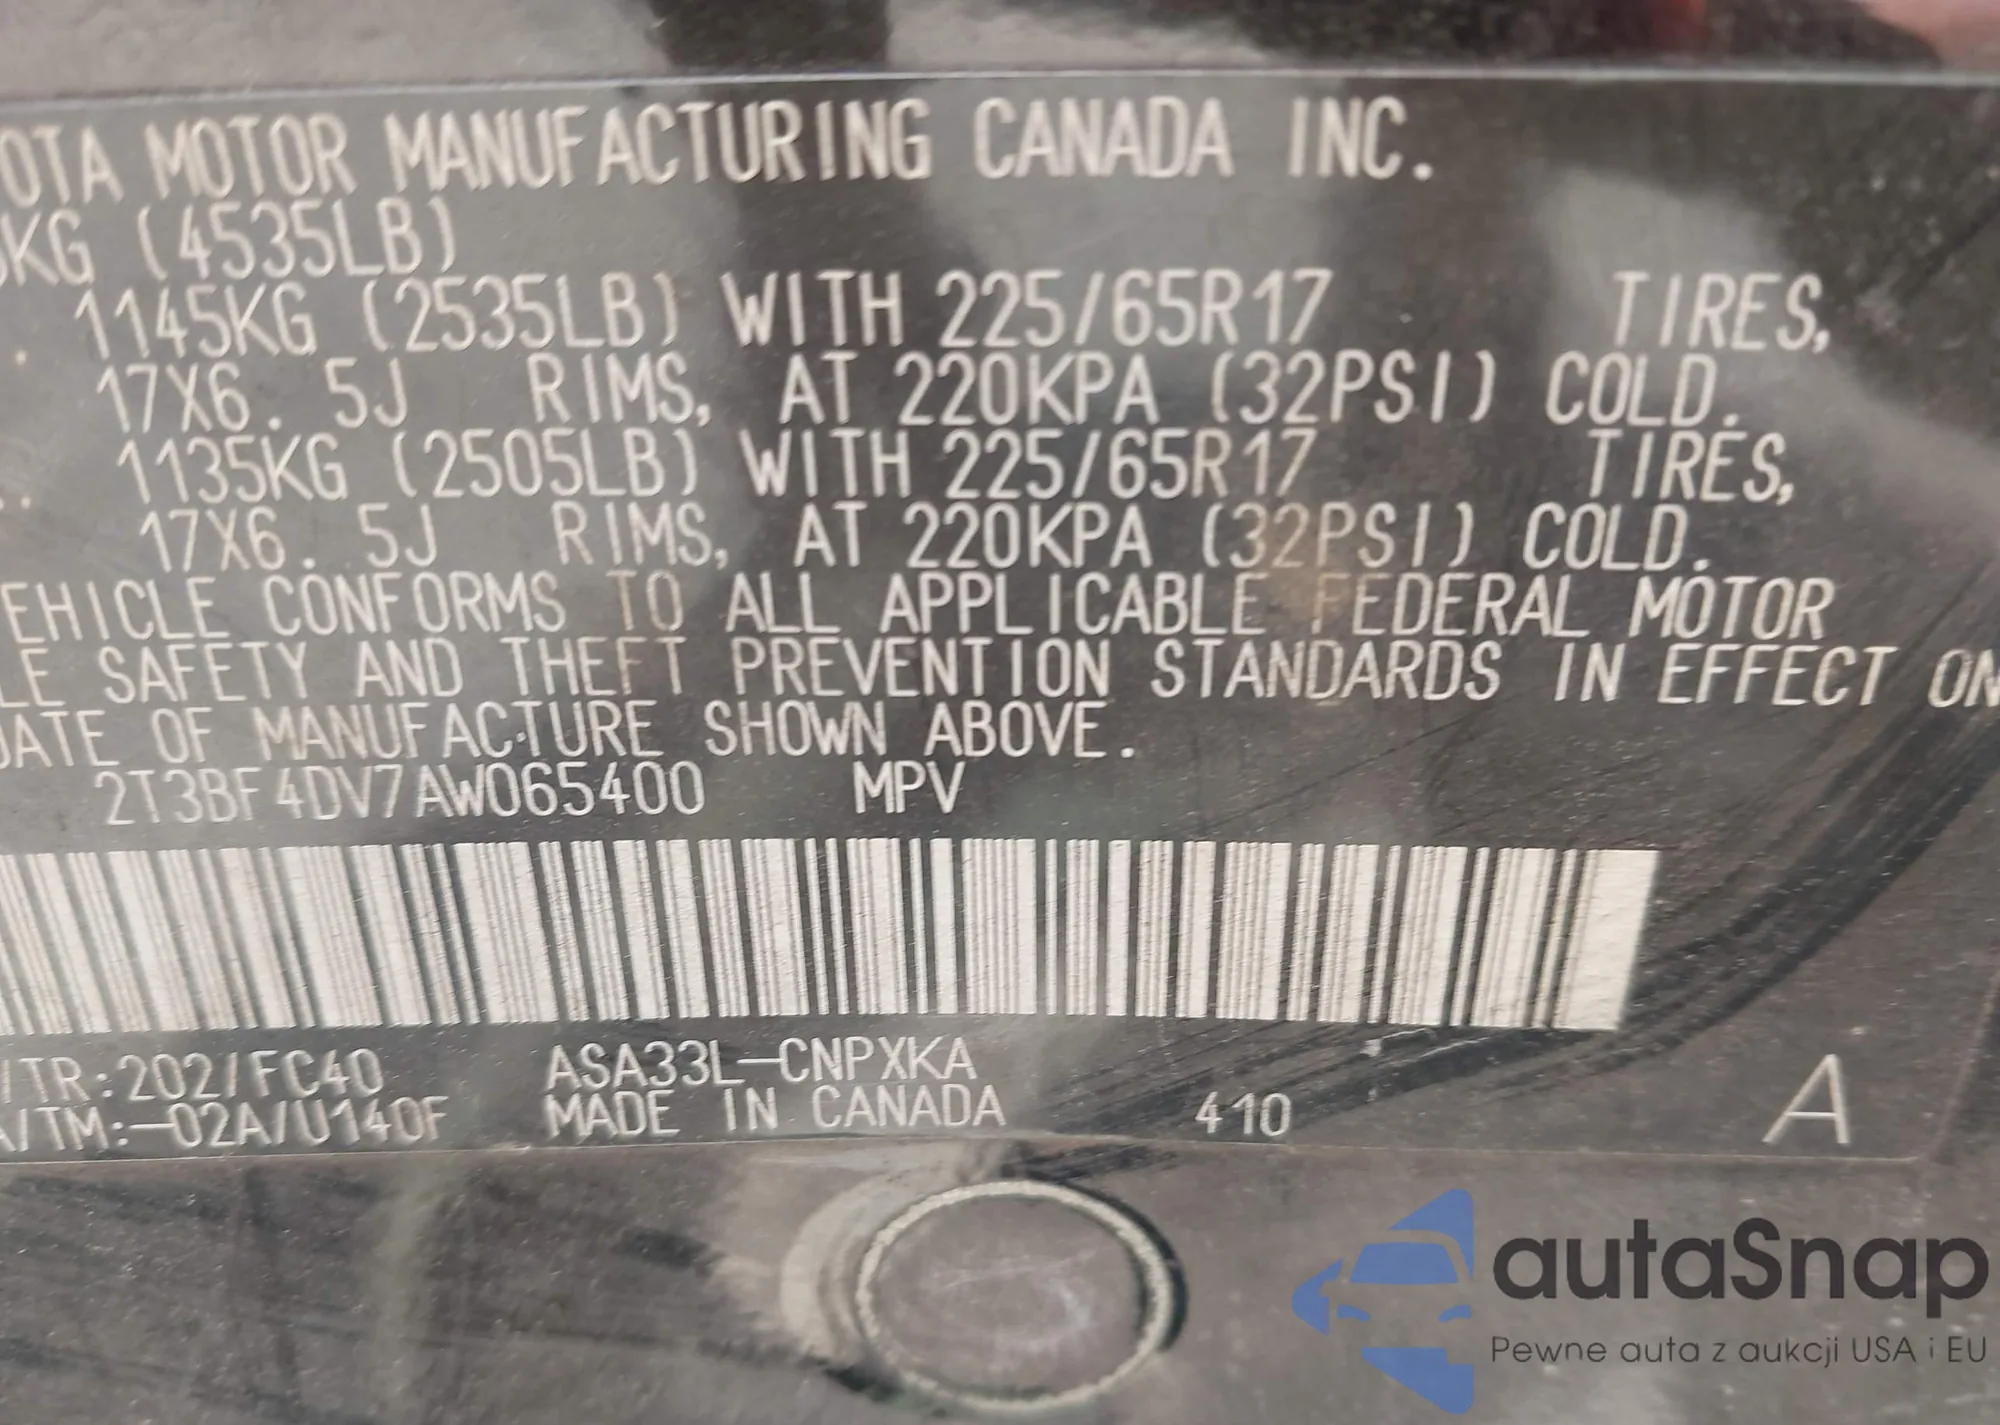 OTA MOTOR MANUFACTURING CANADA INC.
KG (4535LB)
1145KG (2535LB) WITH 225/65R17 TIRES,
17X6.5J RIMS, AT 220KPA (32PSI) COLD.
1135KG (2505LB) WITH 225/65R17 TIRES,
17X6.5J RIMS, AT 220KPA (32PSI) COLD.
EHICLE CONFORMS TO ALL APPLICABLE FEDERAL MOTOR
LE SAFETY AND THEFT PREVENTION STANDARDS IN EFFECT ON
DATE OF MANUFACTURE SHOWN ABOVE.
2T3BF4DV7AW065400 MPV
/TR:202/FC40 ASA33L-CNPXKA
A/TM:-02A/U140F MADE IN CANADA 410 A
autaSnap
Pewne auta z aukcji USA i EU